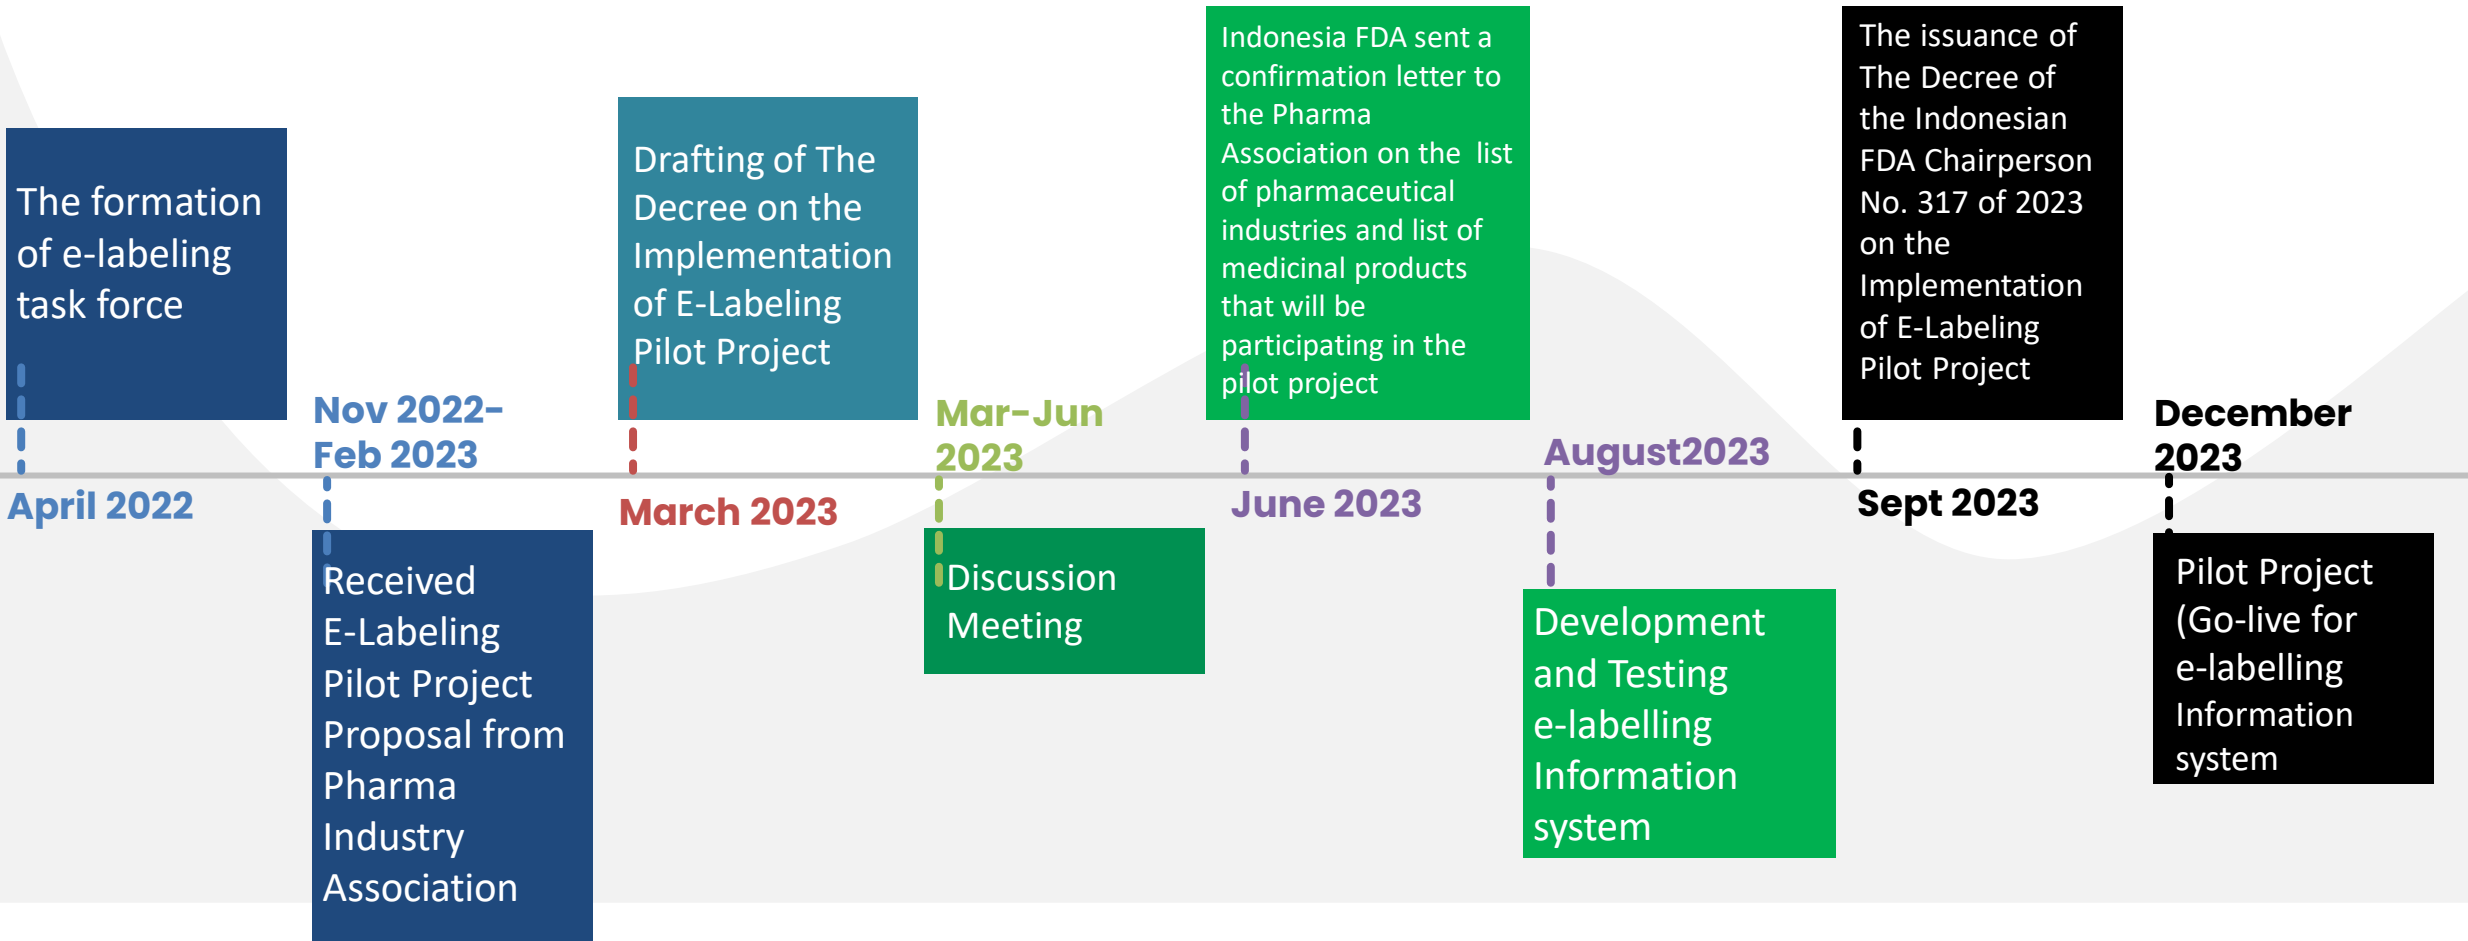 The formation
of e-labeling
task force
April 2022
Nov 2022-
Feb 2023
Received
E-Labeling
Pilot Project
Proposal from
Pharma
Industry
Association
Drafting of The
Decree on the
Implementation
of E-Labeling
Pilot Project
March 2023
Mar-Jun
2023
Discussion
Meeting
Indonesia FDA sent a
confirmation letter to
the Pharma
Association on the list
of pharmaceutical
industries and list of
medicinal products
that will be
participating in the
pilot project
June 2023
August2023
Development
and Testing
e-labelling
Information
system
The issuance of
The Decree of
the Indonesian
FDA Chairperson
No. 317 of 2023
on the
Implementation
of E-Labeling
Pilot Project
Sept 2023
December
2023
Pilot Project
(Go-live for
e-labelling
Information
system